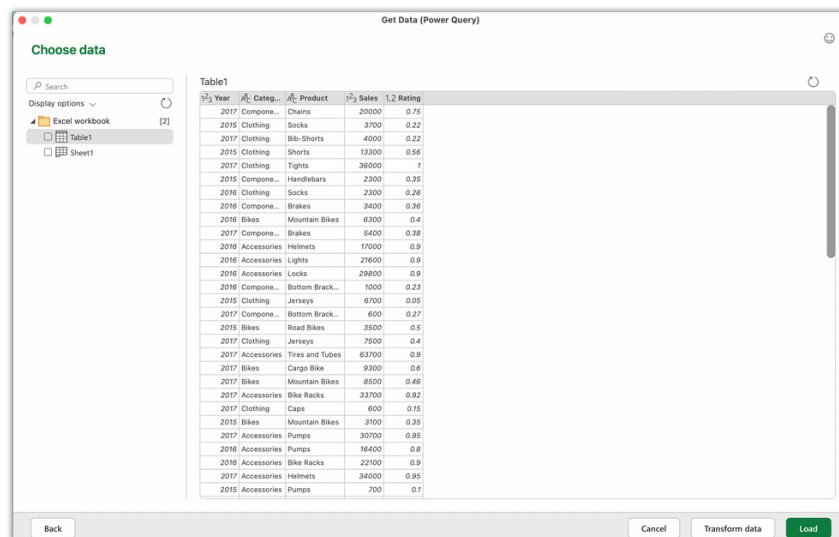 Get Data (Power Query)
Choose data
Search
Display options
Excel workbook [2]
Table1
Sheet1
Table1
1²3 Year ABC Categ... ABC Product 1²3 Sales 1.2 Rating
2017 Compone... Chains 20000 0.75
2015 Clothing Socks 3700 0.22
2017 Clothing Bib-Shorts 4000 0.22
2015 Clothing Shorts 13300 0.56
2017 Clothing Tights 36000 1
2015 Compone... Handlebars 2300 0.35
2016 Clothing Socks 2300 0.28
2016 Compone... Brakes 3400 0.36
2016 Bikes Mountain Bikes 6300 0.4
2017 Compone... Brakes 5400 0.38
2016 Accessories Helmets 17000 0.9
2016 Accessories Lights 21600 0.9
2016 Accessories Locks 29800 0.9
2016 Compone... Bottom Brack... 1000 0.23
2015 Clothing Jerseys 6700 0.05
2017 Compone... Bottom Brack... 600 0.27
2015 Bikes Road Bikes 3500 0.5
2017 Clothing Jerseys 7500 0.4
2017 Accessories Tires and Tubes 63700 0.9
2017 Bikes Cargo Bike 9300 0.6
2017 Bikes Mountain Bikes 8500 0.46
2017 Accessories Bike Racks 33700 0.92
2017 Clothing Caps 600 0.15
2015 Bikes Mountain Bikes 3100 0.35
2017 Accessories Pumps 30700 0.95
2016 Accessories Pumps 16400 0.8
2016 Accessories Bike Racks 22100 0.9
2017 Accessories Helmets 34000 0.95
2015 Accessories Pumps 700 0.1
Back Cancel Transform data Load